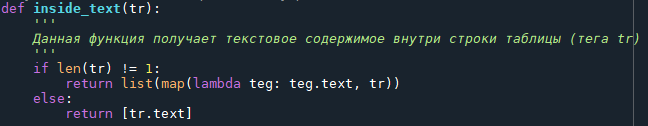 def inside_text(tr):
    '''
    Данная функция получает текстовое содержимое внутри строки таблицы (тега tr)
    '''
    if len(tr) != 1:
        return list(map(lambda teg: teg.text, tr))
    else:
        return [tr.text]